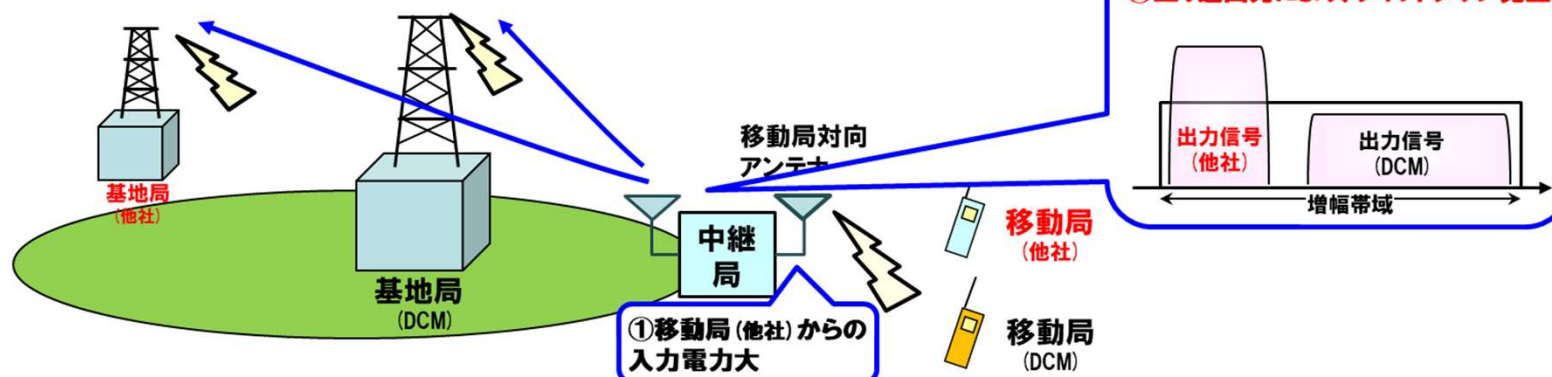 基地局
(他社)
基地局
(DCM)
移動局対向
アンテナ
中継
局
①移動局(他社)からの
入力電力大
移動局
(他社)
移動局
(DCM)
出力信号
(他社)
出力信号
(DCM)
増幅帯域